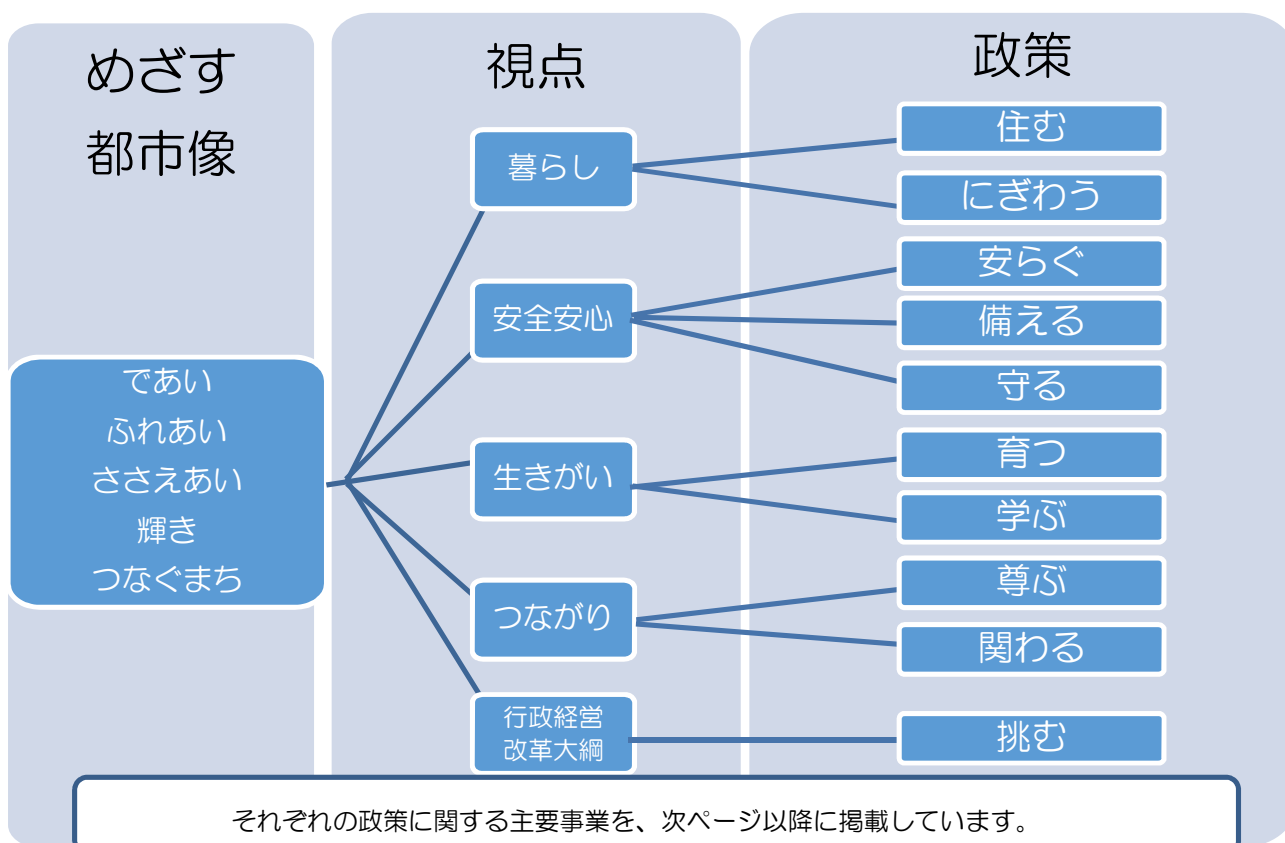 めざす
都市像
視点
政策
であい
ふれあい
ささえあい
輝き
つなぐまち
暮らし
安全安心
生きがい
つながり
行政経営
改革大綱
住む
にぎわう
安らぐ
備える
守る
育つ
学ぶ
尊ぶ
関わる
挑む
それぞれの政策に関する主要事業を、次ページ以降に掲載しています。